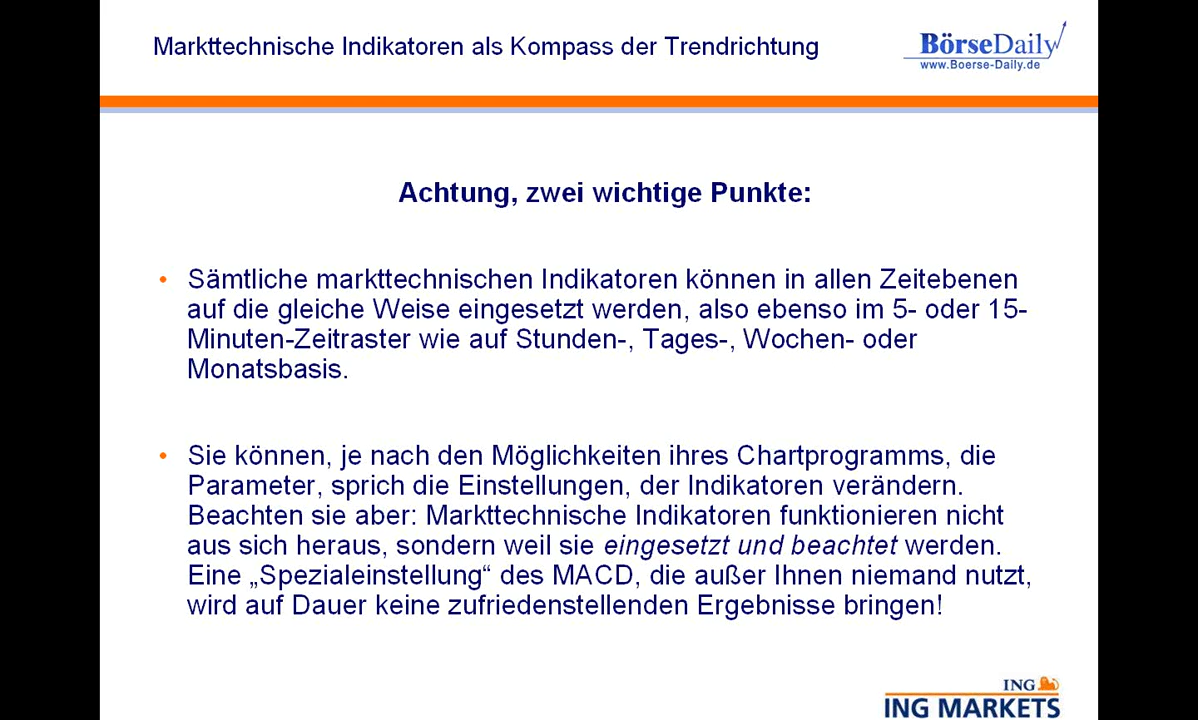 Markttechnische Indikatoren als Kompass der Trendrichtung
BörseDaily
www.Boerse-Daily.de
Achtung, zwei wichtige Punkte:
• Sämtliche markttechnischen Indikatoren können in allen Zeitebenen
auf die gleiche Weise eingesetzt werden, also ebenso im 5- oder 15-
Minuten-Zeitraster wie auf Stunden-, Tages-, Wochen- oder
Monatsbasis.
• Sie können, je nach den Möglichkeiten ihres Chartprogramms, die
Parameter, sprich die Einstellungen, der Indikatoren verändern.
Beachten sie aber: Markttechnische Indikatoren funktionieren nicht
aus sich heraus, sondern weil sie eingesetzt und beachtet werden.
Eine „Spezialeinstellung“ des MACD, die außer Ihnen niemand nutzt,
wird auf Dauer keine zufriedenstellenden Ergebnisse bringen!
ING
ING MARKETS